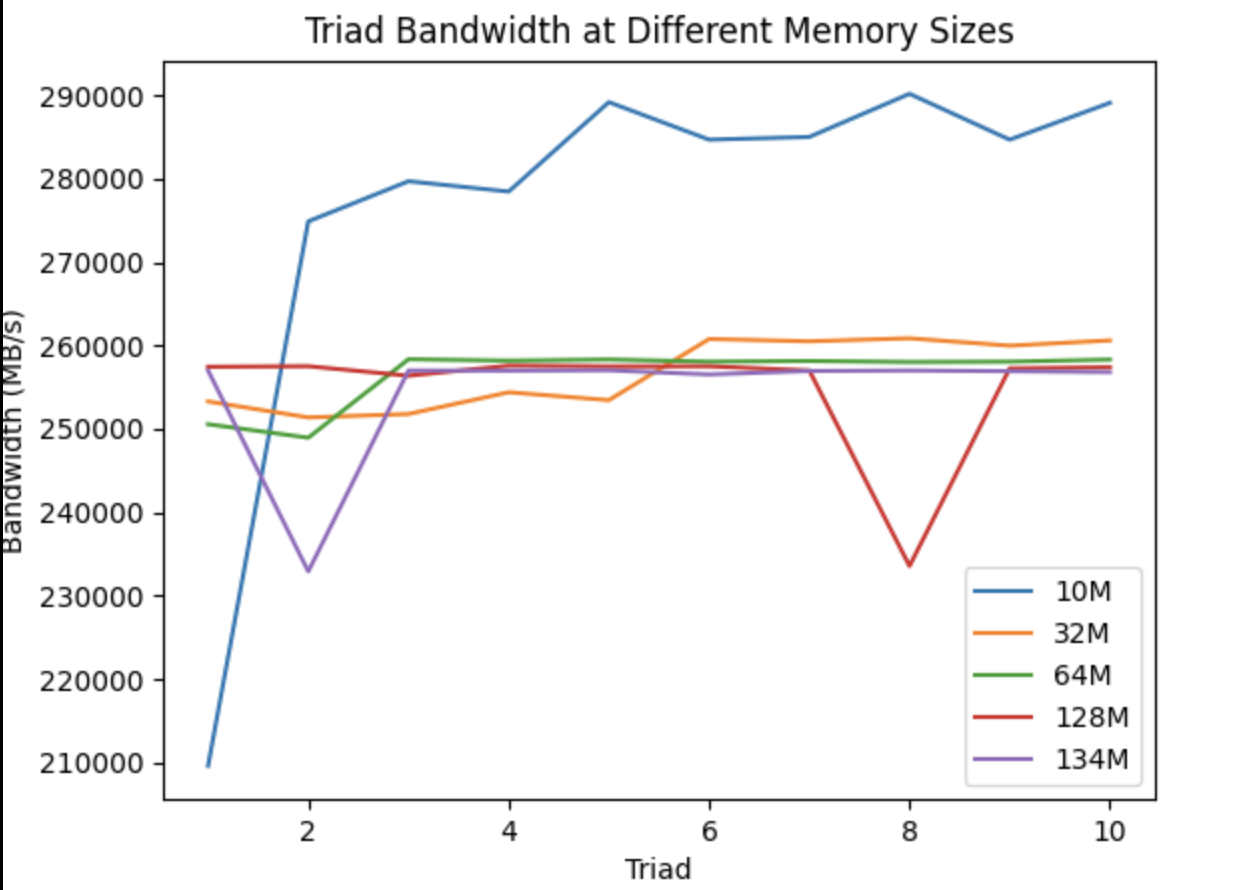 Triad Bandwidth at Different Memory Sizes
290000
280000
270000
260000
250000
240000
230000
220000
210000
Bandwidth (MB/s)
2 4 6 8 10
Triad
10M
32M
64M
128M
134M